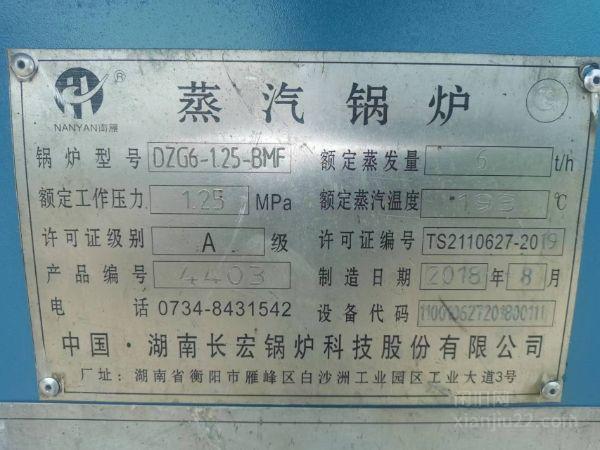 NANYAN南雁 ®
蒸汽锅炉
锅炉型号 DZG6-1.25-BMF 额定蒸发量 6 t/h
额定工作压力 1.25 MPa 额定蒸汽温度 193 ℃
许可证级别 A 级 许可证编号 TS2110627-2019
产品编号 4403 制造日期 2018 年 8 月
电话 0734-8431542 设备代码 11001062720180011
中国·湖南长宏锅炉科技股份有限公司
厂址:湖南省衡阳市雁峰区白沙洲工业园区工业大道3号
xianjiu22.com